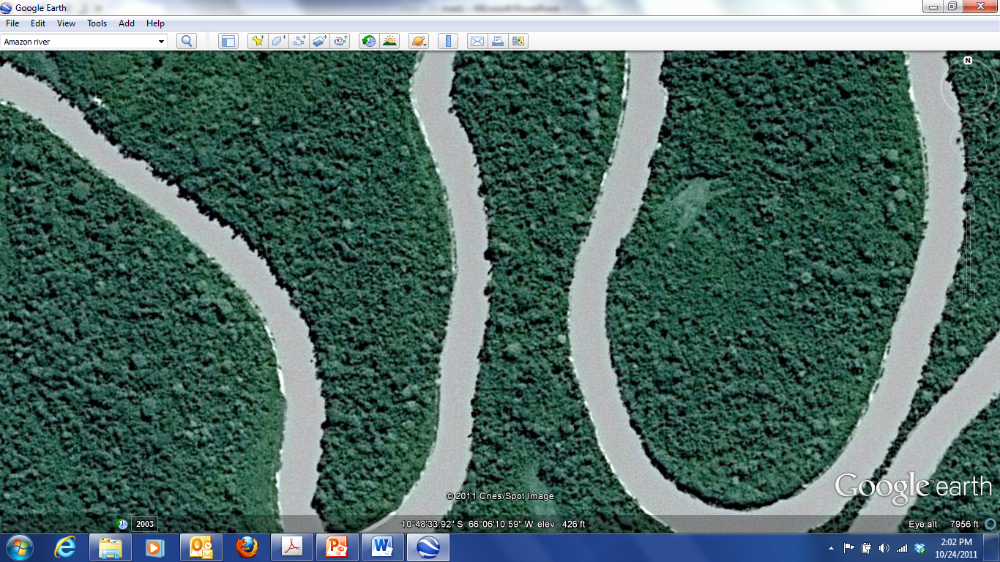 Google Earth
File Edit View Tools Add Help
Amazon river
N
© 2011 Cnes/Spot Image
Google earth
2003
10°48'33.92" S 66°06'10.59" W elev 426 ft
Eye alt 7956 ft
2:02 PM
10/24/2011